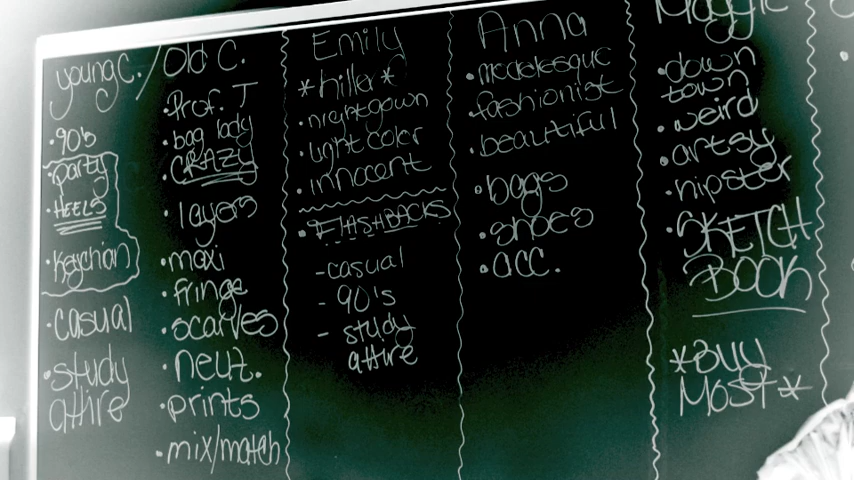 young C. / Old C.
• 90's
• party
• HEELS
• keychain
• casual
• study
attire
• Prof. T
• bag lady
• CRAZY
• layers
• maxi
• fringe
• scarves
• neut.
• prints
• mix/match
Emily
*killer*
• nightgown
• light color
• innocent
• FLASHBACKS
- casual
- 90's
- study
attire
Anna
fashionist
• beautiful
• bags
• shoes
• acc.
Maggie
• down
town
• weird
• artsy
• hipster
• SKETCH
BOOK
*BUY
MOST*